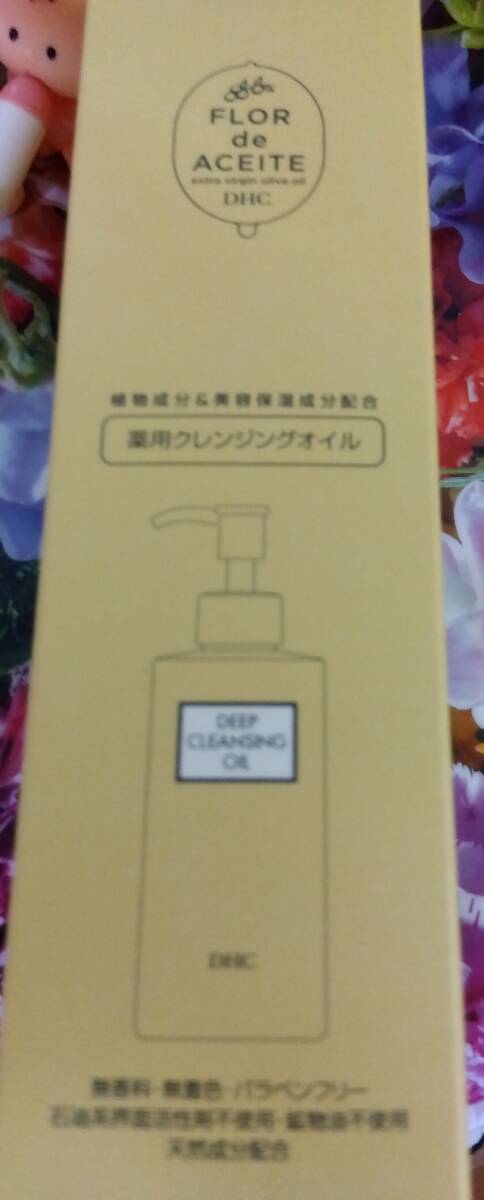 FLOR
de
ACEITE
extra virgin olive oil
DHC
植物成分&美容保湿成分配合
薬用クレンジングオイル
DEEP
CLEANSING
OIL
DHC
無香料・無着色・パラベンフリー
石油系界面活性剤不使用・鉱物油不使用
天然成分配合